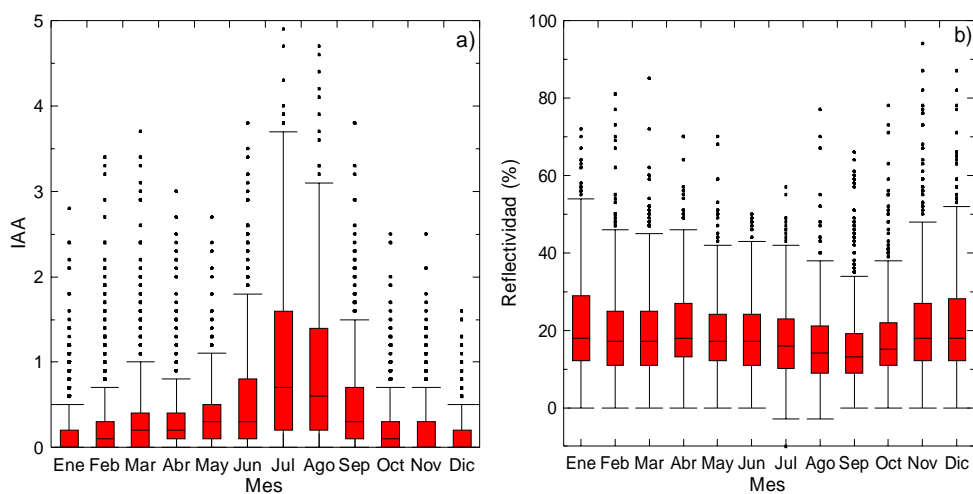 a)
IAA
5
4
3
2
1
0
Ene Feb Mar Abr May Jun Jul Ago Sep Oct Nov Dic
Mes
b)
Reflectividad (%)
100
80
60
40
20
0
Ene Feb Mar Abr May Jun Jul Ago Sep Oct Nov Dic
Mes